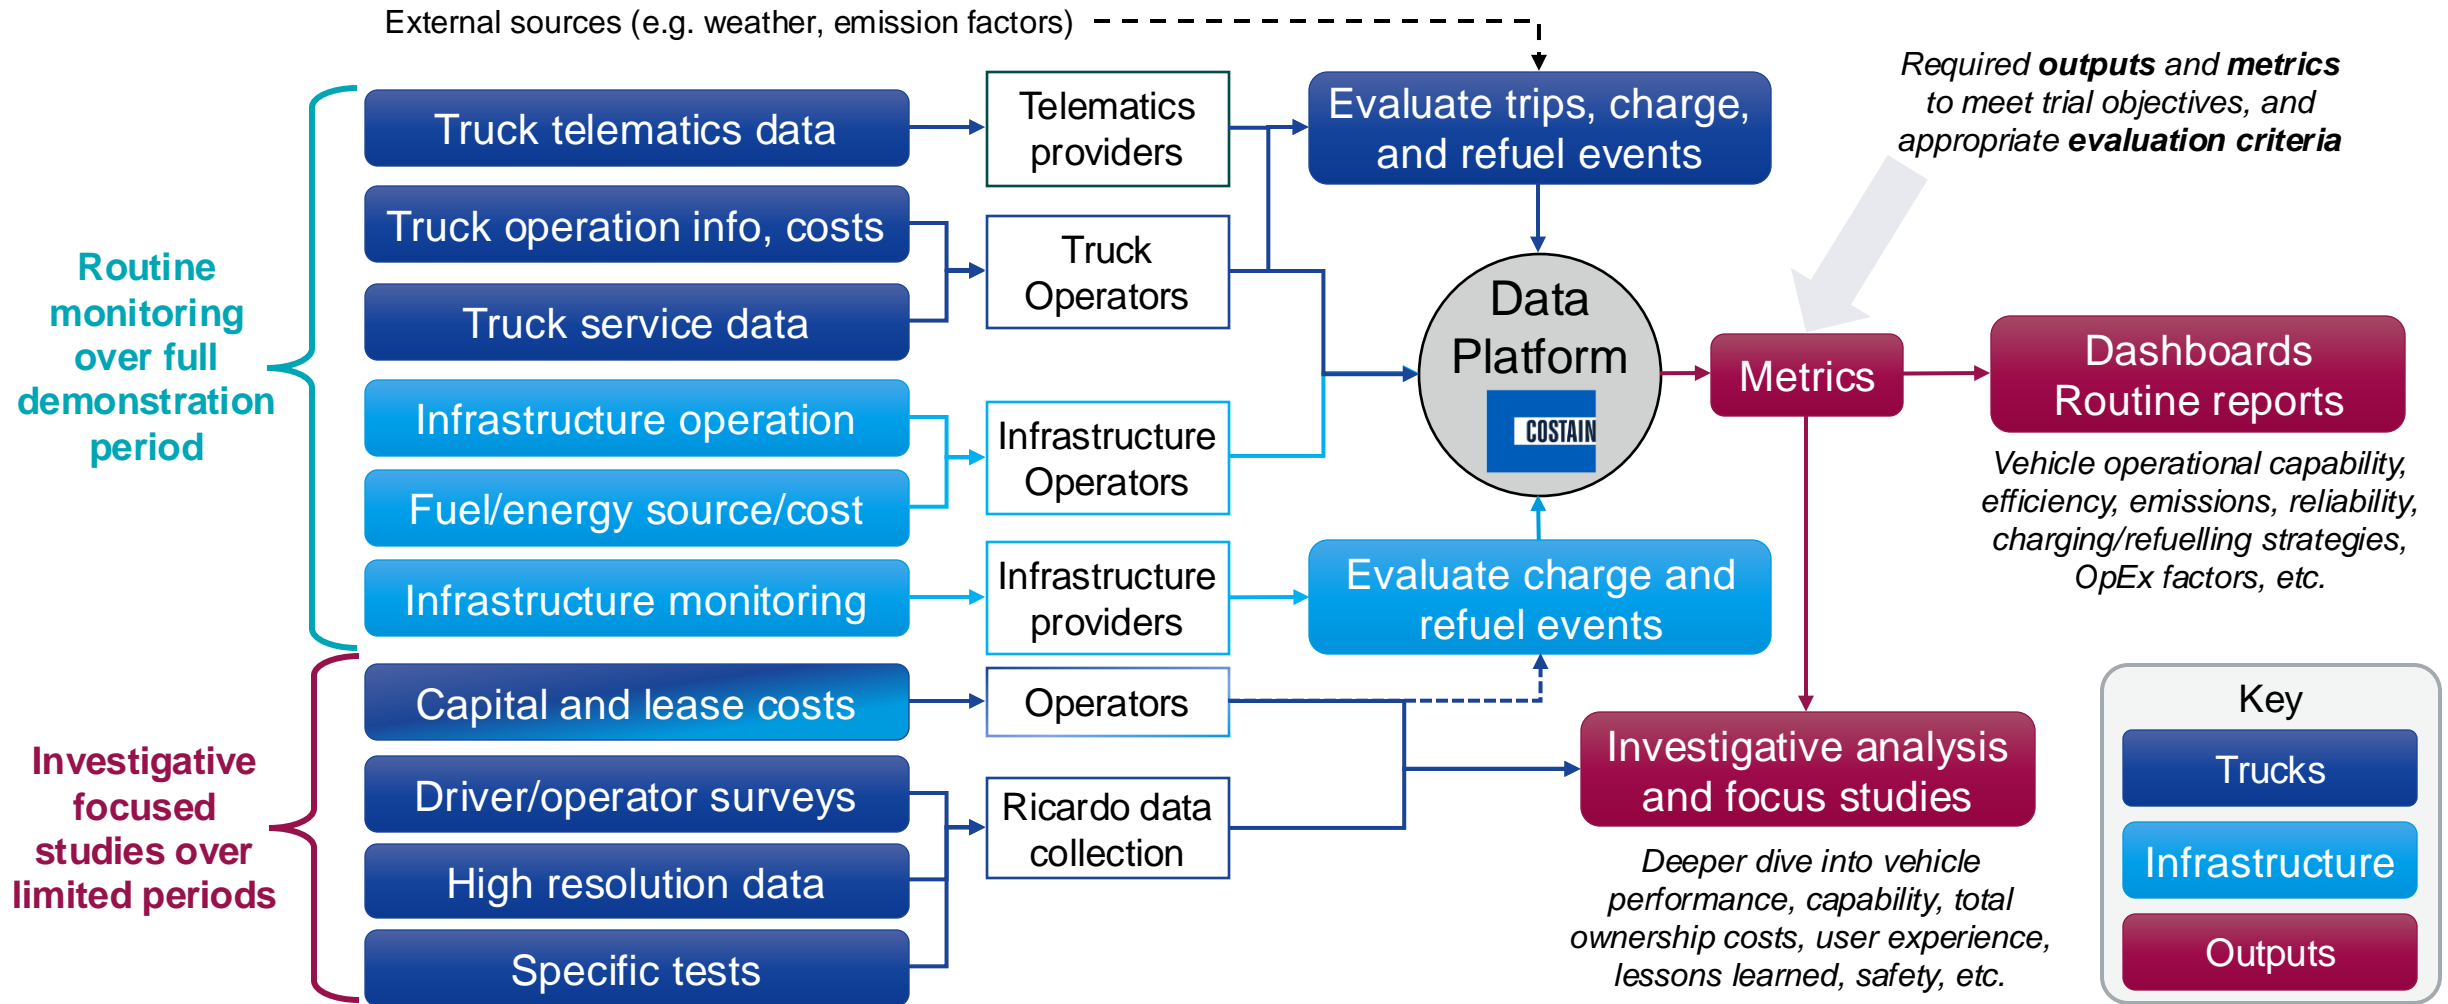 External sources (e.g. weather, emission factors)
Required outputs and metrics
to meet trial objectives, and
appropriate evaluation criteria
Routine
monitoring
over full
demonstration
period
Truck telematics data
Truck operation info, costs
Truck service data
Infrastructure operation
Fuel/energy source/cost
Infrastructure monitoring
Telematics
providers
Truck
Operators
Infrastructure
Operators
Infrastructure
providers
Evaluate trips, charge,
and refuel events
Data
Platform
COSTAIN
Evaluate charge and
refuel events
Metrics
Dashboards
Routine reports
Vehicle operational capability,
efficiency, emissions, reliability,
charging/refuelling strategies,
OpEx factors, etc.
Investigative
focused
studies over
limited periods
Capital and lease costs
Driver/operator surveys
High resolution data
Specific tests
Operators
Ricardo data
collection
Investigative analysis
and focus studies
Deeper dive into vehicle
performance, capability, total
ownership costs, user experience,
lessons learned, safety, etc.
Key
Trucks
Infrastructure
Outputs